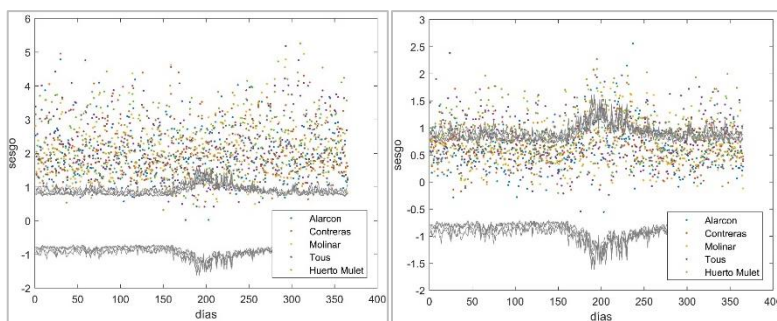 6
5
4
3
2
1
0
-1
-2
sesgo
0
50
100
150
200
250
300
350
400
dias
Alarcon
Contreras
Molinar
Tous
Huerto Mulet
3
2.5
2
1.5
1
0.5
0
-0.5
-1
-1.5
-2
sesgo
0
50
100
150
200
250
300
350
400
dias
Alarcon
Contreras
Molinar
Tous
Huerto Mulet